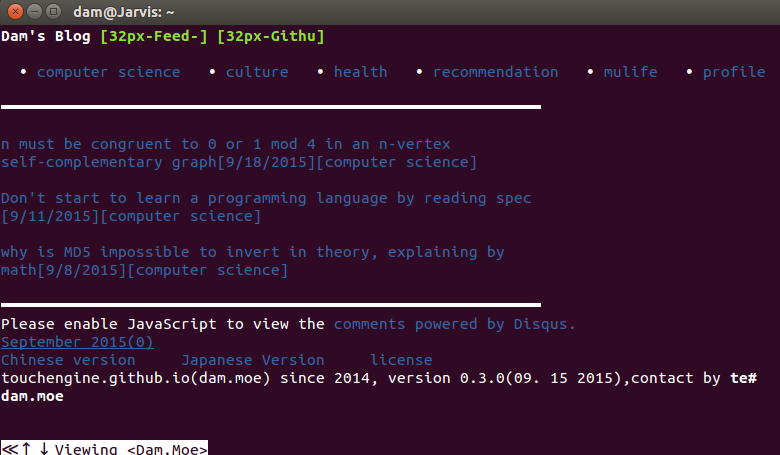 dam@Jarvis: ~
Dam's Blog [32px-Feed-] [32px-Githu]
• computer science • culture • health • recommendation • mulife • profile
n must be congruent to 0 or 1 mod 4 in an n-vertex
self-complementary graph[9/18/2015][computer science]
Don't start to learn a programming language by reading spec
[9/11/2015][computer science]
why is MD5 impossible to invert in theory, explaining by
math[9/8/2015][computer science]
Please enable JavaScript to view the comments powered by Disqus.
September 2015(0)
Chinese version Japanese Version license
touchengine.github.io(dam.moe) since 2014, version 0.3.0(09. 15 2015),contact by te#
dam.moe
≪↑ ↓ Viewing <Dam.Moe>